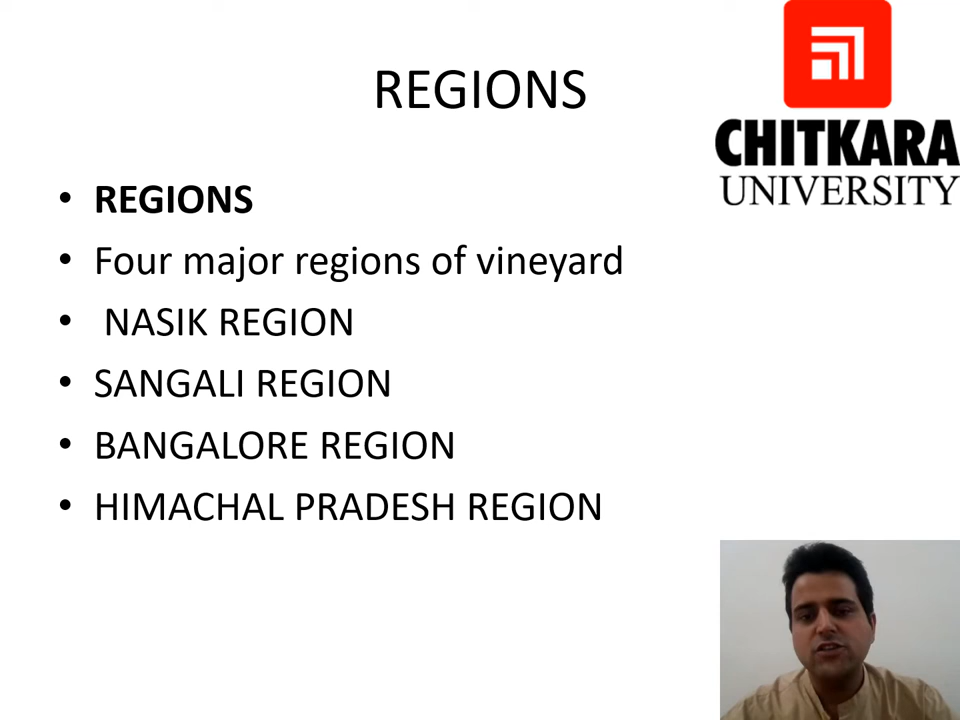 REGIONS
CHITKARA
UNIVERSITY
• REGIONS
• Four major regions of vineyard
• NASIK REGION
• SANGALI REGION
• BANGALORE REGION
• HIMACHAL PRADESH REGION